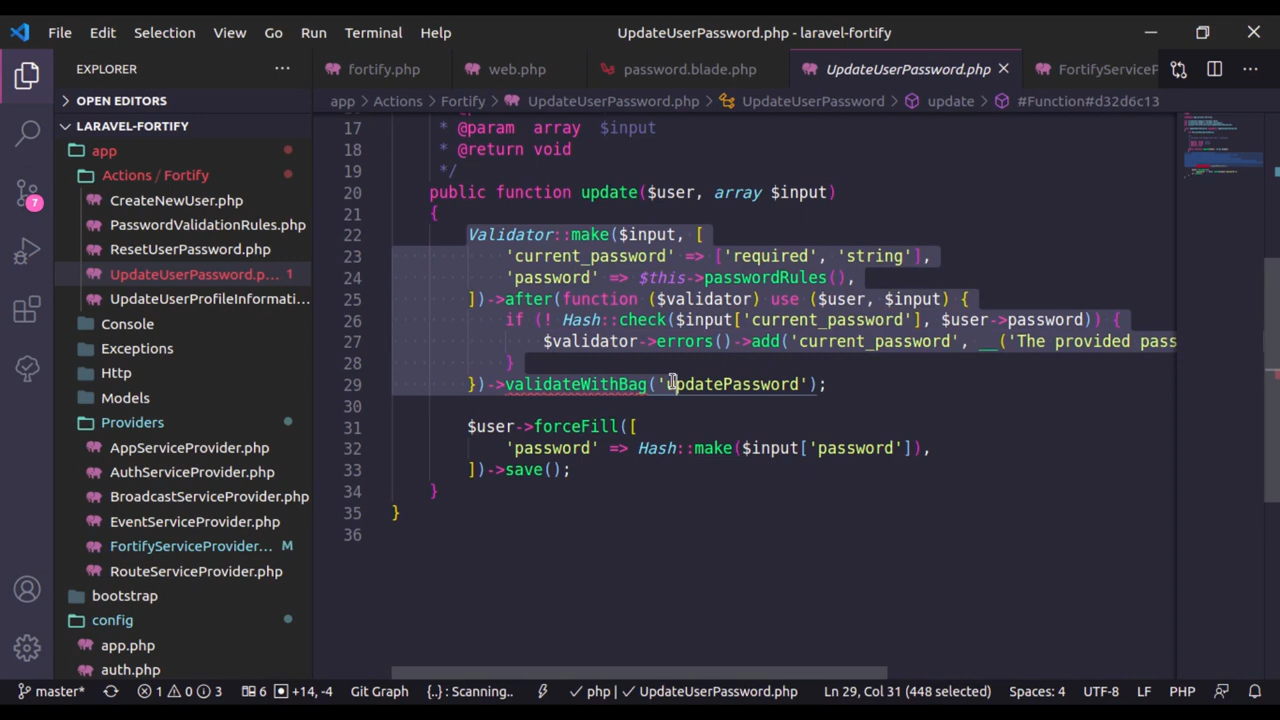 File Edit Selection View Go Run Terminal Help
UpdateUserPassword.php - laravel-fortify
EXPLORER
fortify.php
web.php
password.blade.php
UpdateUserPassword.php
FortifyServiceP
OPEN EDITORS
app > Actions > Fortify > UpdateUserPassword.php > UpdateUserPassword > update > #Function#d32d6c13
LARAVEL-FORTIFY
app
Actions / Fortify
CreateNewUser.php
PasswordValidationRules.php
ResetUserPassword.php
UpdateUserPassword.p... 1
UpdateUserProfileInformati...
Console
Exceptions
Http
Models
Providers
AppServiceProvider.php
AuthServiceProvider.php
BroadcastServiceProvider.php
EventServiceProvider.php
FortifyServiceProvider... M
RouteServiceProvider.php
bootstrap
config
app.php
auth.php
7
17 * @param array $input
18 * @return void
19 */
20 public function update($user, array $input)
21 {
22 Validator::make($input, [
23 'current_password' => ['required', 'string'],
24 'password' => $this->passwordRules(),
25 ])->after(function ($validator) use ($user, $input) {
26 if (! Hash::check($input['current_password'], $user->password)) {
27 $validator->errors()->add('current_password', __('The provided pass
28 }
29 })->validateWithBag('updatePassword');
30
31 $user->forceFill([
32 'password' => Hash::make($input['password']),
33 ])->save();
34 }
35 }
36
master* 1 0 3 6 +14, -4 Git Graph {..} : Scanning.. php | UpdateUserPassword.php Ln 29, Col 31 (448 selected) Spaces: 4 UTF-8 LF PHP